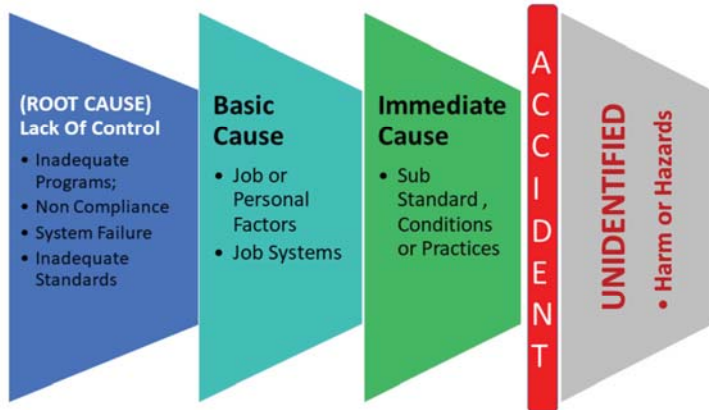 (ROOT CAUSE)
Lack Of Control
• Inadequate
Programs;
• Non Compliance
• System Failure
• Inadequate
Standards
Basic
Cause
• Job or
Personal
Factors
• Job Systems
Immediate
Cause
• Sub
Standard ,
Conditions
or Practices
ACCIDENT
UNIDENTIFIED
• Harm or Hazards